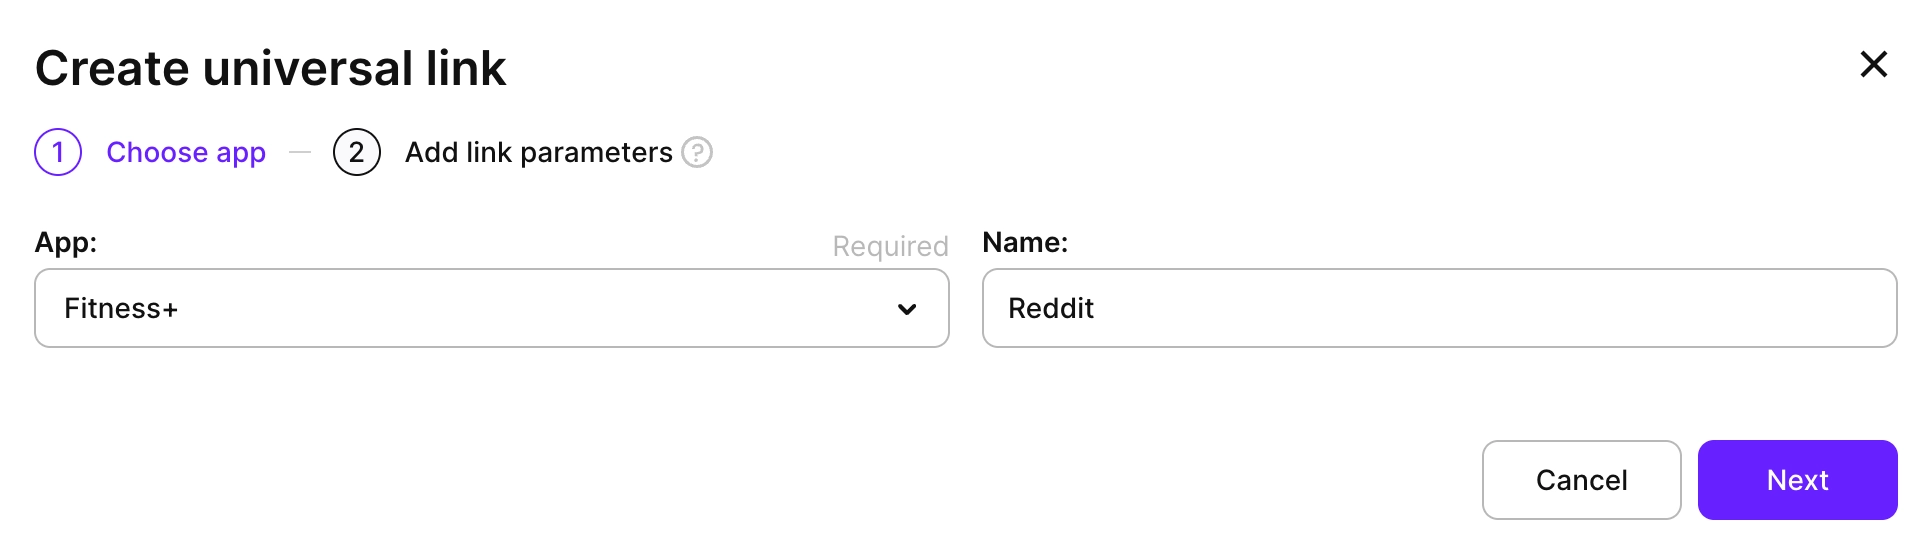 Create universal link
1 Choose app — 2 Add link parameters ?
App: Required Name:
Fitness+ Reddit
Cancel Next